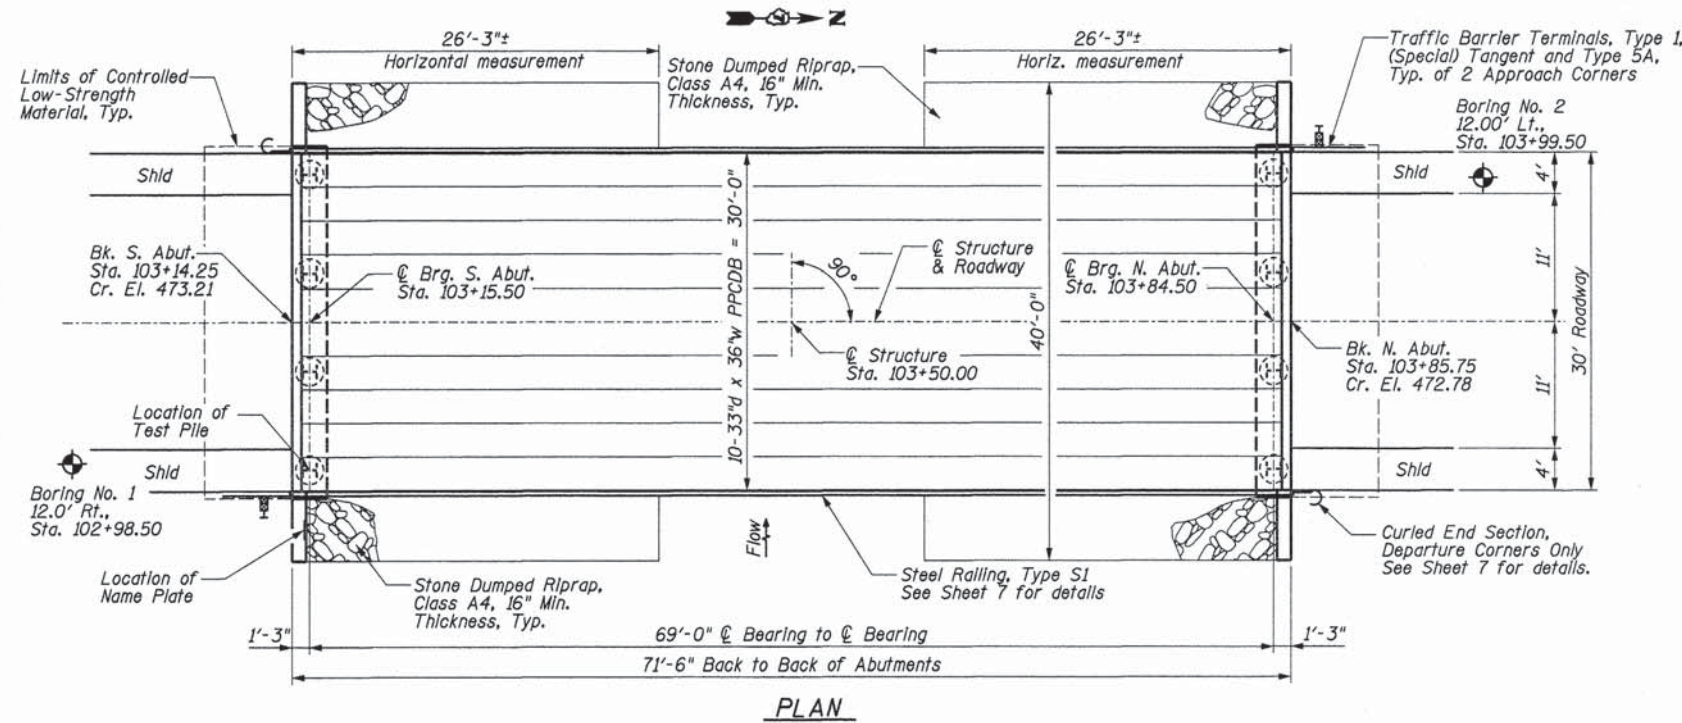 N
26'-3"±
Horizontal measurement
26'-3"±
Horiz. measurement
Limits of Controlled
Low-Strength
Material, Typ.
Stone Dumped Riprap,
Class A4, 16" Min.
Thickness, Typ.
Traffic Barrier Terminals, Type 1,
(Special) Tangent and Type 5A,
Typ. of 2 Approach Corners
Boring No. 2
12.00' Lt.,
Sta. 103+99.50
Shld
Shld
4'
Bk. S. Abut.
Sta. 103+14.25
Cr. El. 473.21
℄ Brg. S. Abut.
Sta. 103+15.50
10-33"d x 36"w PPCDB = 30'-0"
90°
℄ Structure
& Roadway
℄ Structure
Sta. 103+50.00
40'-0"
℄ Brg. N. Abut.
Sta. 103+84.50
Bk. N. Abut.
Sta. 103+85.75
Cr. El. 472.78
11'
11'
30' Roadway
Location of
Test Pile
Shld
Shld
4'
Boring No. 1
12.0' Rt.,
Sta. 102+98.50
Location of
Name Plate
Stone Dumped Riprap,
Class A4, 16" Min.
Thickness, Typ.
Flow
Steel Railing, Type S1
See Sheet 7 for details
Curled End Section,
Departure Corners Only
See Sheet 7 for details.
1'-3"
69'-0" ℄ Bearing to ℄ Bearing
1'-3"
71'-6" Back to Back of Abutments
PLAN